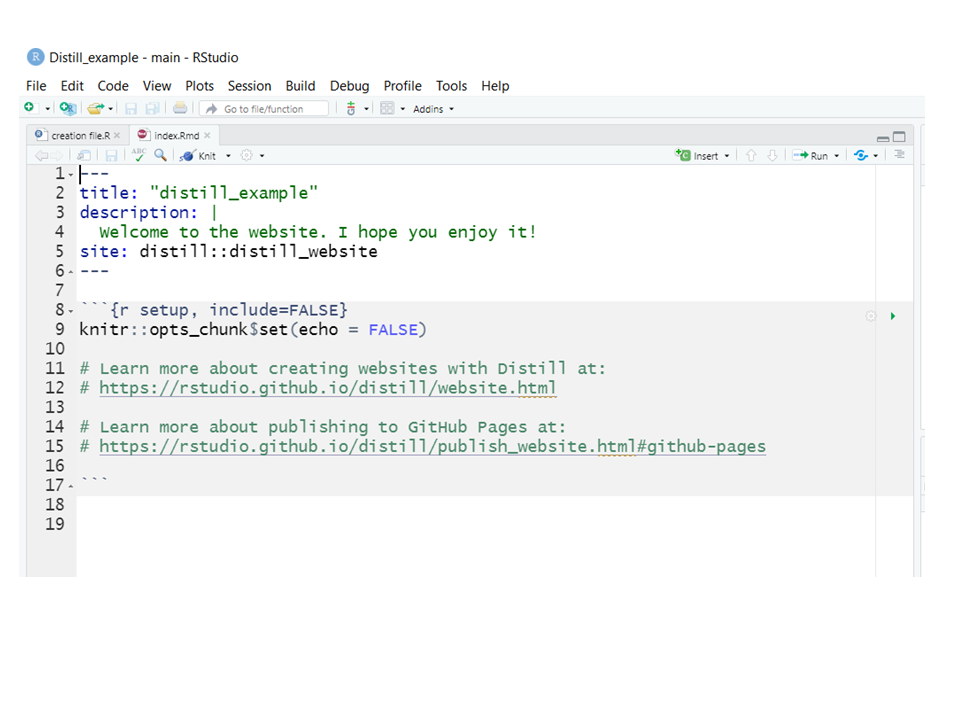 R Distill_example - main - RStudio
File Edit Code View Plots Session Build Debug Profile Tools Help
Go to file/function Addins
creation file.R index.Rmd
ABC Knit Insert Run
1 ---
2 title: "distill_example"
3 description: |
4   Welcome to the website. I hope you enjoy it!
5 site: distill::distill_website
6 ---
7
8 ```{r setup, include=FALSE}
9 knitr::opts_chunk$set(echo = FALSE)
10
11 # Learn more about creating websites with Distill at:
12 # https://rstudio.github.io/distill/website.html
13
14 # Learn more about publishing to GitHub Pages at:
15 # https://rstudio.github.io/distill/publish_website.html#github-pages
16
17 ```
18
19